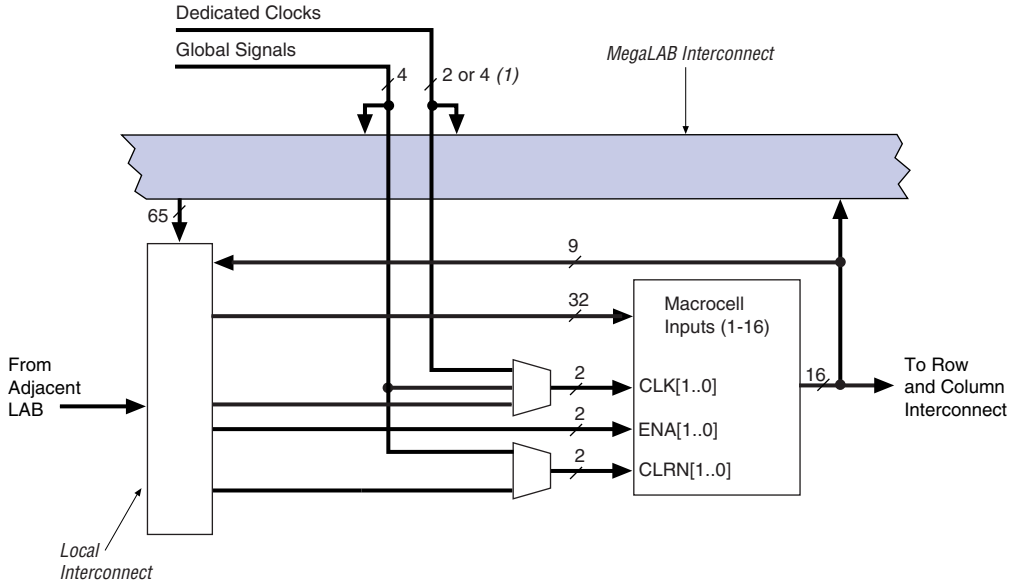 Dedicated Clocks
Global Signals
4
2 or 4 (1)
MegaLAB Interconnect
65
9
32
Macrocell
Inputs (1-16)
From
Adjacent
LAB
2
CLK[1..0]
16
To Row
and Column
Interconnect
2
ENA[1..0]
2
CLRN[1..0]
Local
Interconnect